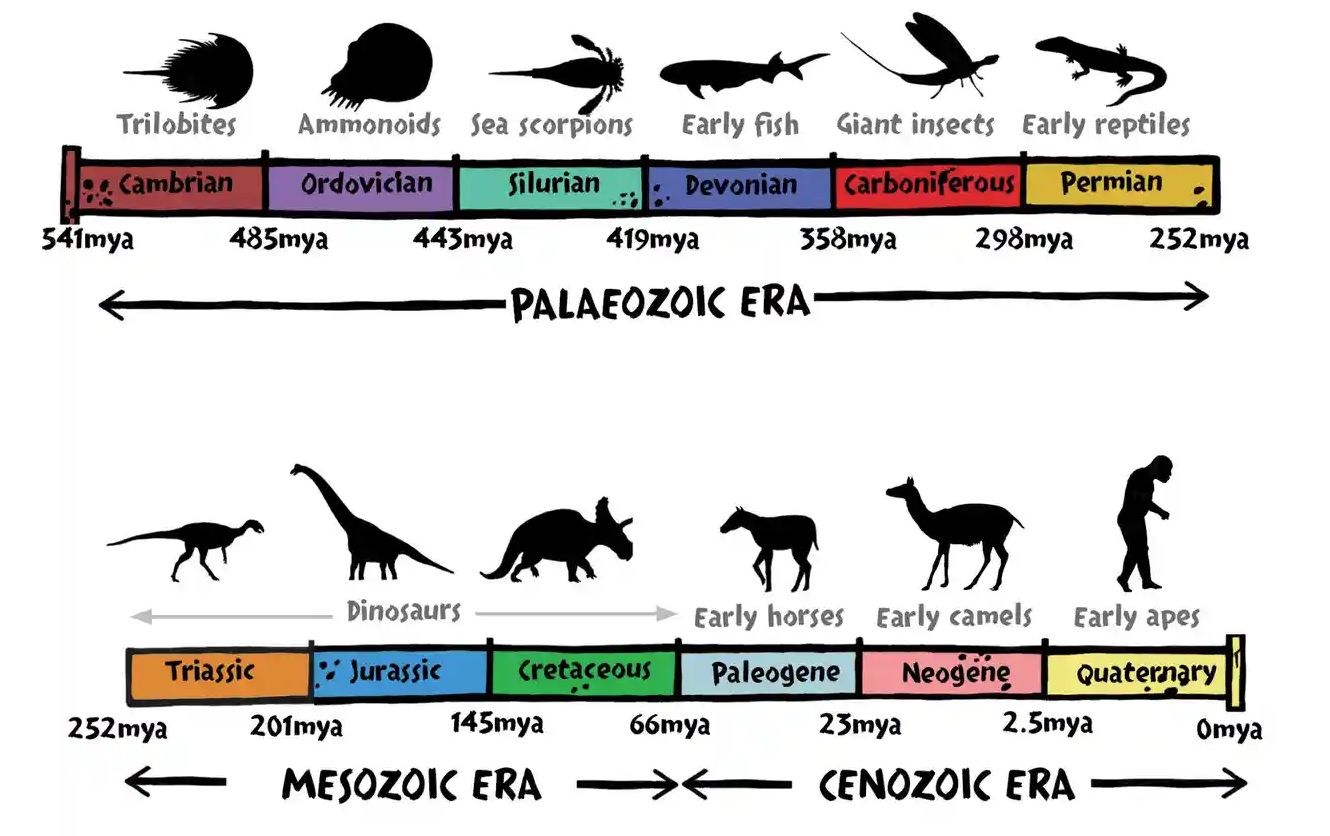 Trilobites Ammonoids Sea scorpions Early fish Giant insects Early reptiles
Cambrian Ordovician Silurian Devonian Carboniferous Permian
541mya 485mya 443mya 419mya 358mya 298mya 252mya
PALAEOZOIC ERA
Dinosaurs Early horses Early camels Early apes
Triassic Jurassic Cretaceous Paleogene Neogene Quaternary
252mya 201mya 145mya 66mya 23mya 2.5mya 0mya
MESOZOIC ERA CENOZOIC ERA